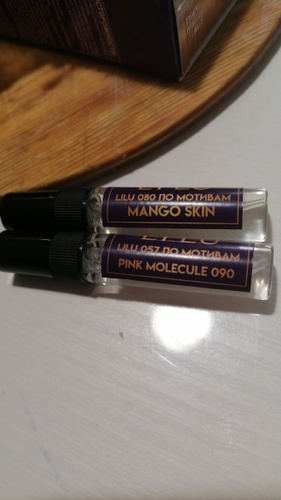 LILU 080 ПО МОТИВАМ
MANGO SKIN
LILU 057 ПО МОТИВАМ
PINK MOLECULE 090